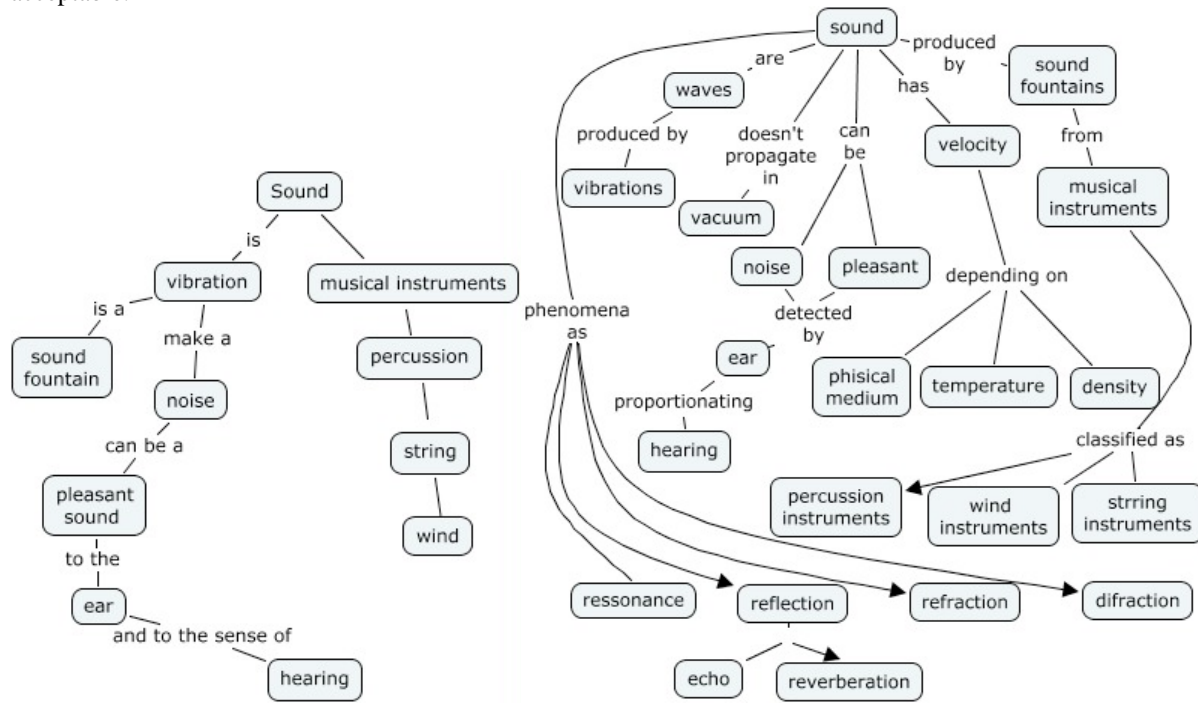 acceptable.
Sound
is
vibration
musical instruments
is a
make a
sound
fountain
percussion
noise
can be a
string
pleasant
sound
wind
to the
ear
and to the sense of
hearing
sound
are
produced
by
waves
has
sound
fountains
produced by
doesn't
propagate
in
can
be
velocity
from
vibrations
vacuum
musical
instruments
noise
pleasant
depending on
phenomena
as
detected
by
ear
phisical
medium
temperature
density
proportionating
hearing
classified as
percussion
instruments
wind
instruments
strring
instruments
ressonance
reflection
refraction
difraction
echo
reverberation